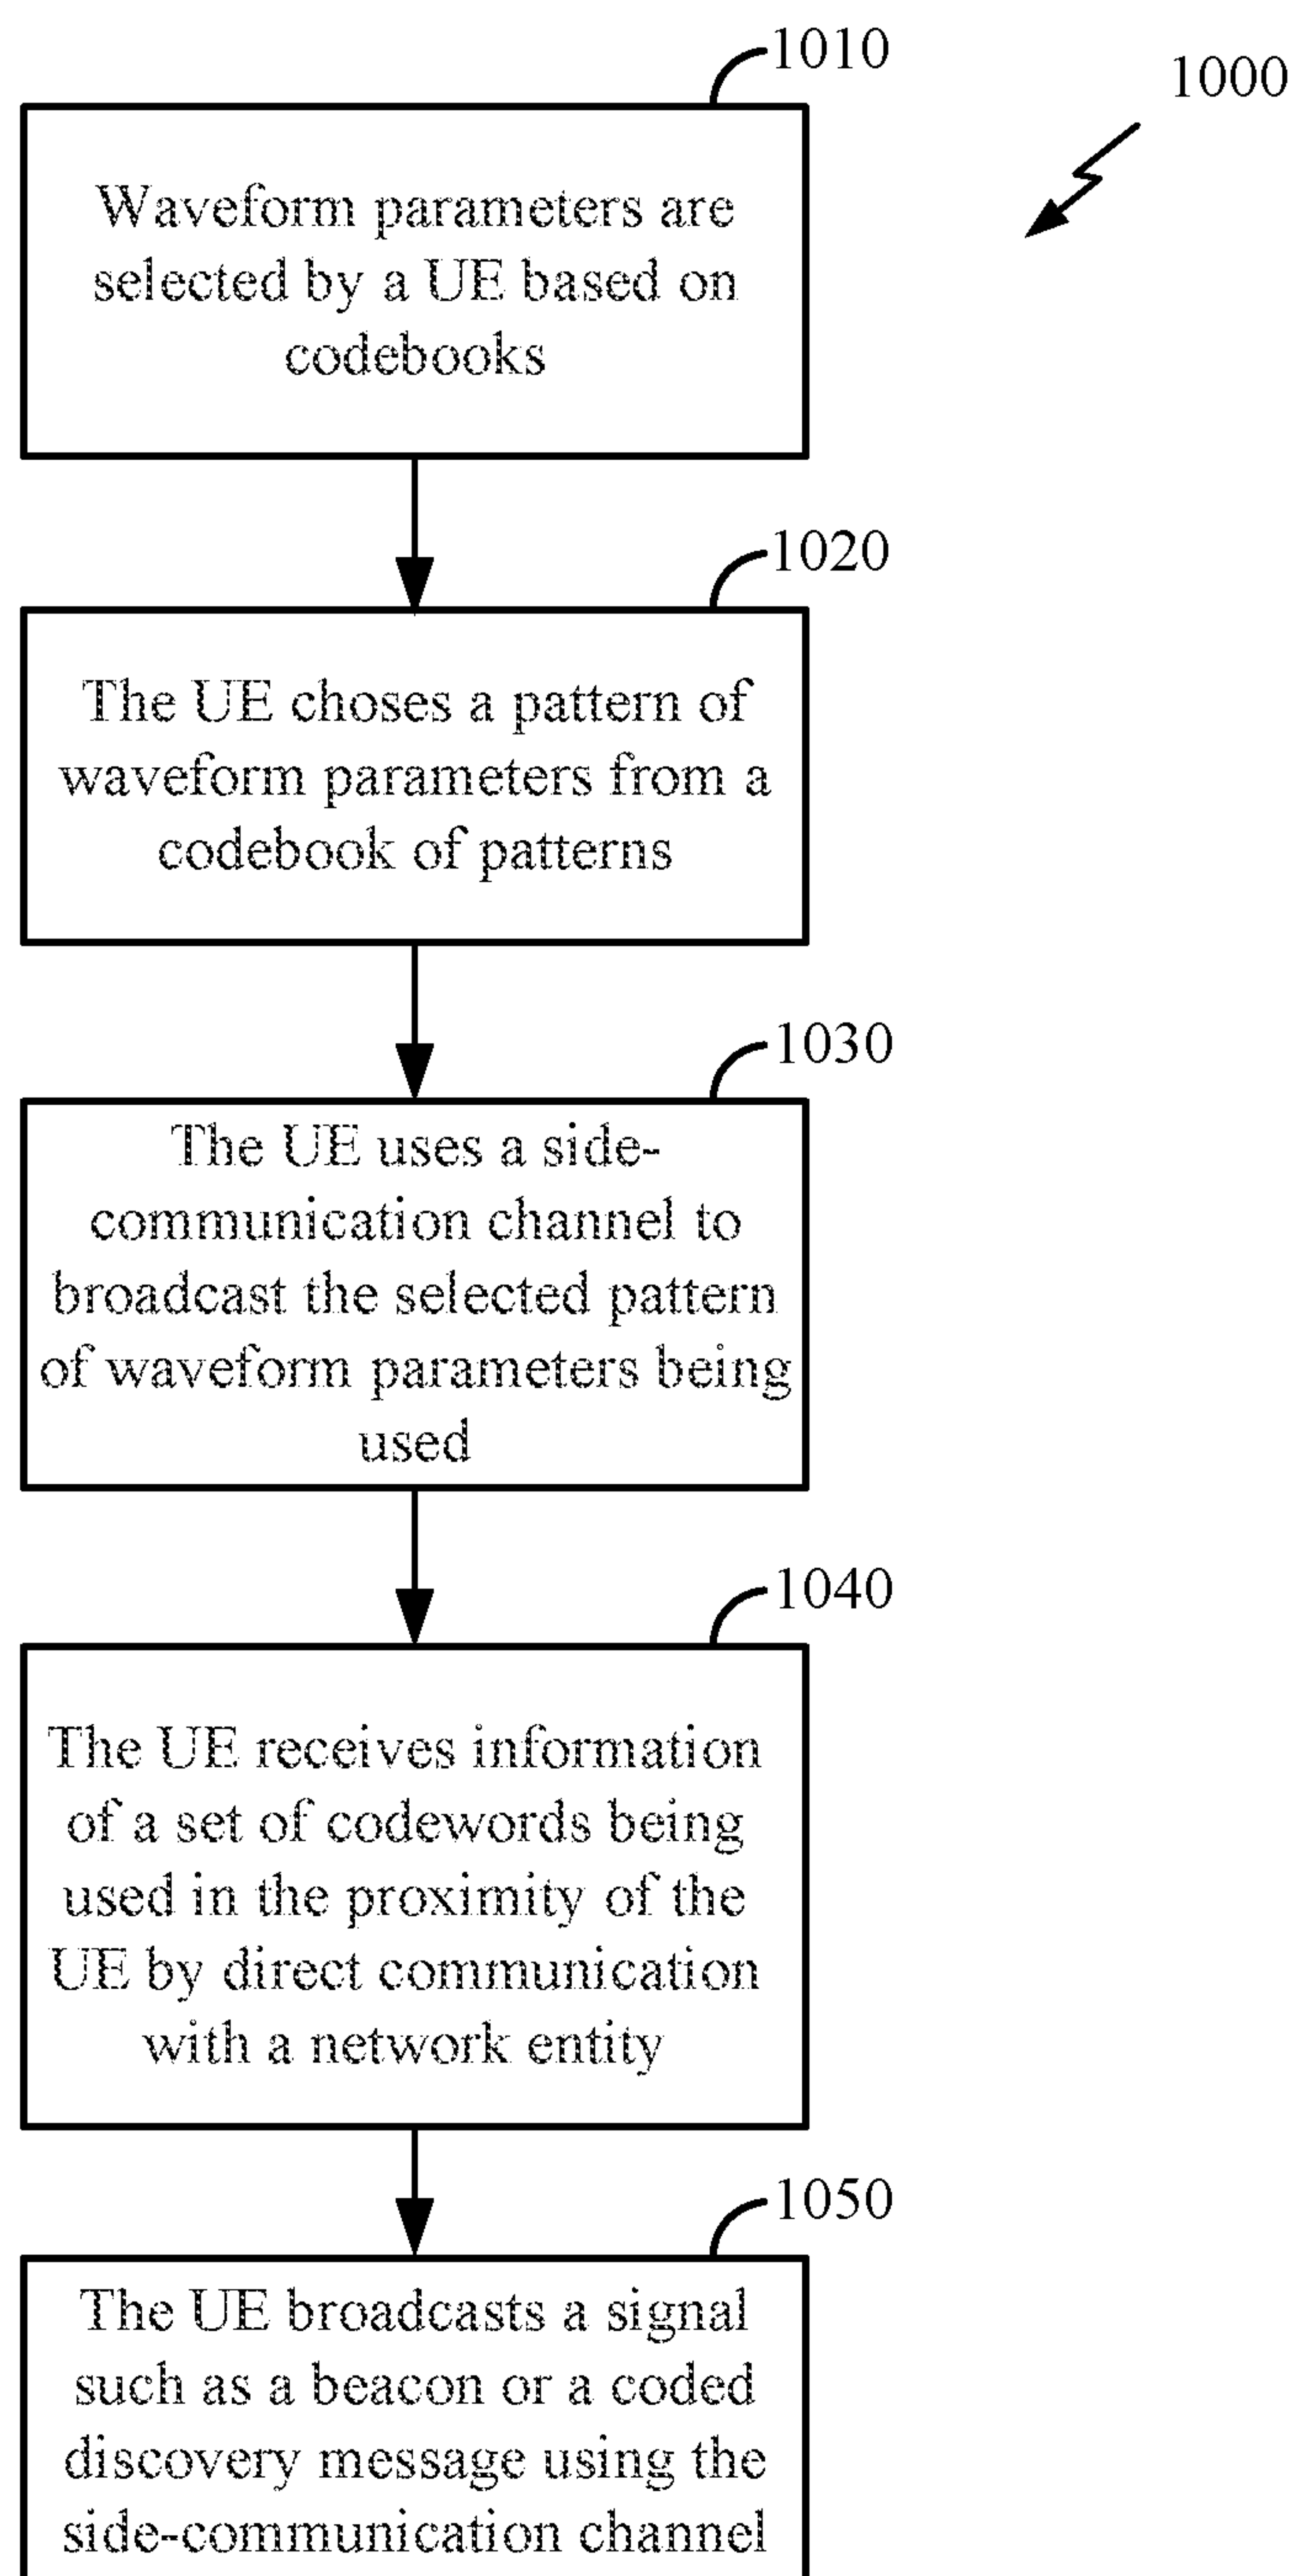 1010
1000
Waveform parameters are
selected by a UE based on
codebooks
1020
The UE choses a pattern of
waveform parameters from a
codebook of patterns
1030
The UE uses a side-
communication channel to
broadcast the selected pattern
of waveform parameters being
used
1040
The UE receives information
of a set of codewords being
used in the proximity of the
UE by direct communication
with a network entity
1050
The UE broadcasts a signal
such as a beacon or a coded
discovery message using the
side-communication channel